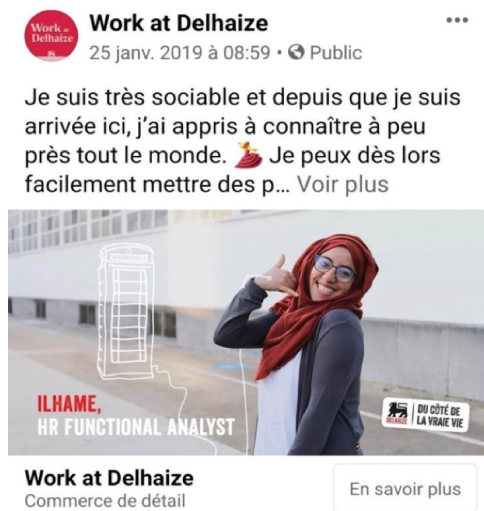 Work at
Delhaize
Work at Delhaize
25 janv. 2019 à 08:59 • Public
Je suis très sociable et depuis que je suis
arrivée ici, j’ai appris à connaître à peu
près tout le monde. 💃 Je peux dès lors
facilement mettre des p... Voir plus
ILHAME,
HR FUNCTIONAL ANALYST
DELHAIZE
DU CÔTÉ DE
LA VRAIE VIE
Work at Delhaize
Commerce de détail
En savoir plus